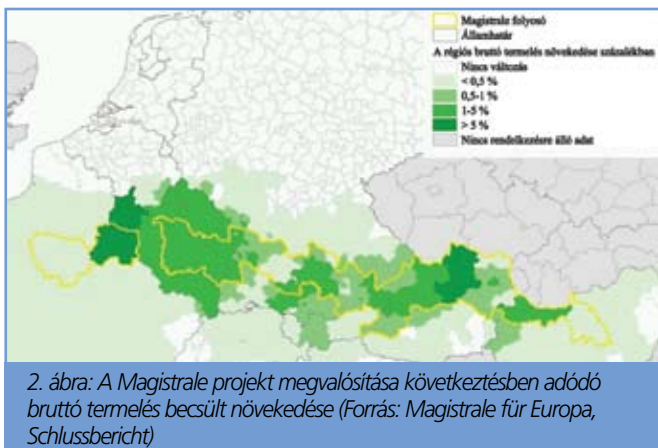 Magistrale folyosó
Államhatár
A régiós bruttó termelés növekedése százalékban
Nincs változás
< 0,5 %
0,5-1 %
1-5 %
> 5 %
Nincs rendelkezésre álló adat
2. ábra: A Magistrale projekt megvalósítása következtésben adódó
bruttó termelés becsült növekedése (Forrás: Magistrale für Europa,
Schlussbericht)